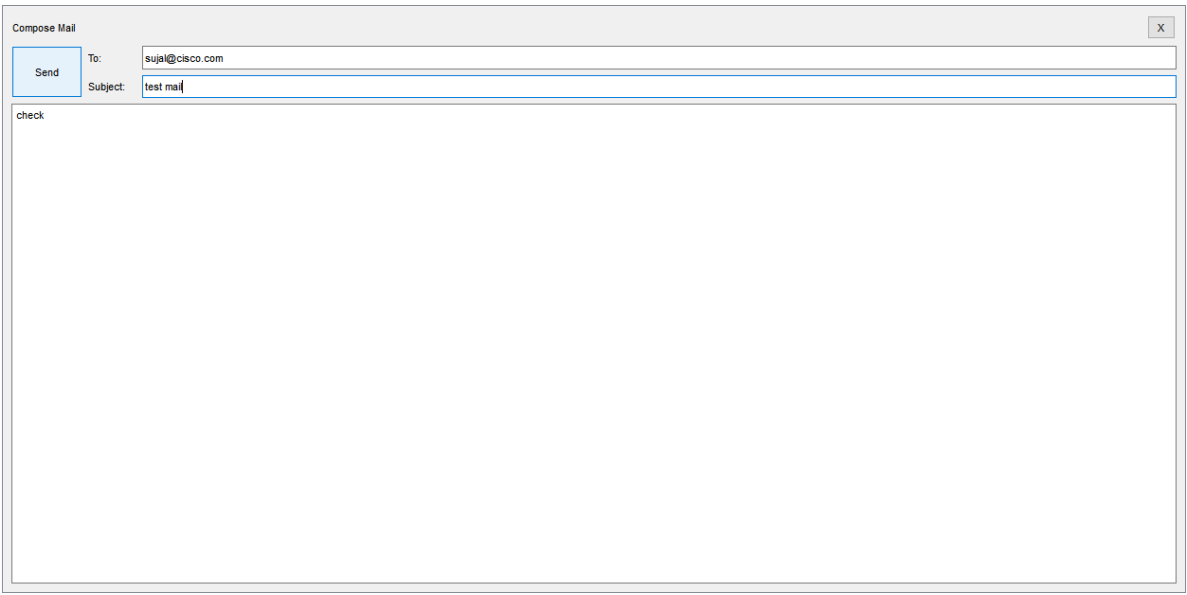 Compose Mail
X
Send
To:
sujal@cisco.com
Subject:
test mail
check